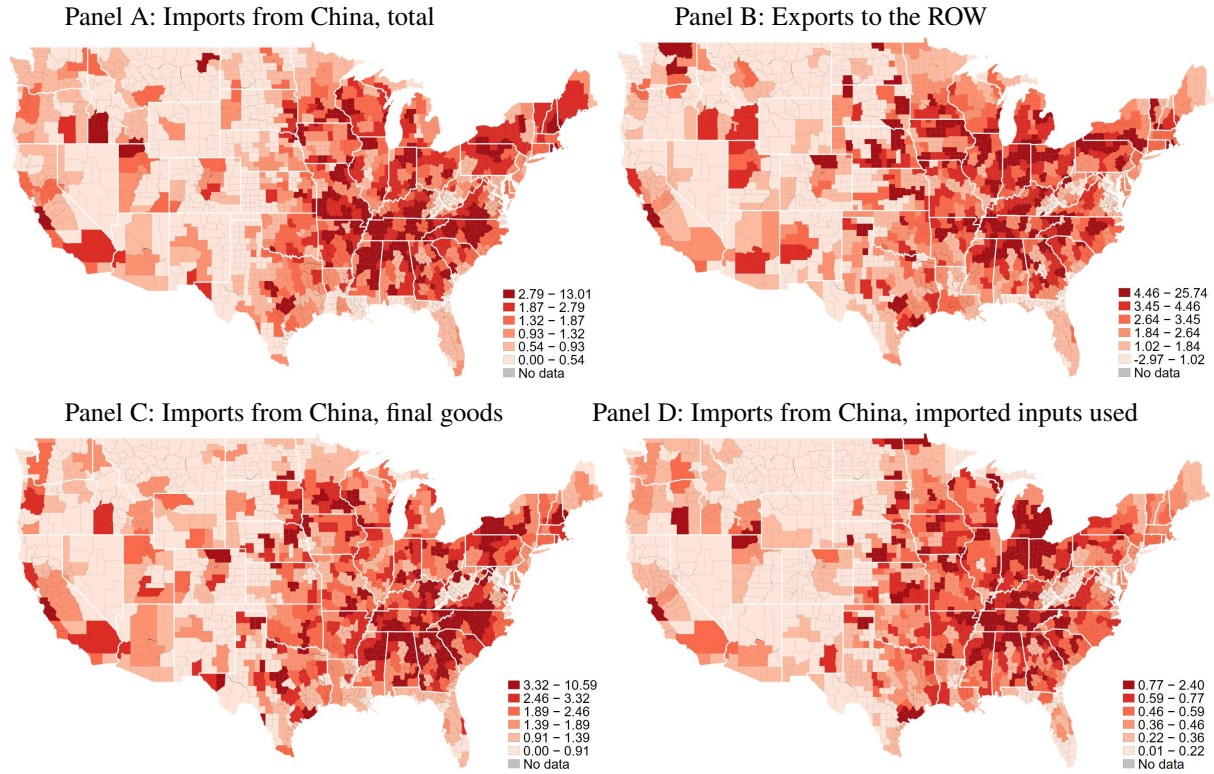 Panel A: Imports from China, total
Panel B: Exports to the ROW
2.79 − 13.01
1.87 − 2.79
1.32 − 1.87
0.93 − 1.32
0.54 − 0.93
0.00 − 0.54
No data
4.46 − 25.74
3.45 − 4.46
2.64 − 3.45
1.84 − 2.64
1.02 − 1.84
-2.97 − 1.02
No data
Panel C: Imports from China, final goods
Panel D: Imports from China, imported inputs used
3.32 − 10.59
2.46 − 3.32
1.89 − 2.46
1.39 − 1.89
0.91 − 1.39
0.00 − 0.91
No data
0.77 − 2.40
0.59 − 0.77
0.46 − 0.59
0.36 − 0.46
0.22 − 0.36
0.01 − 0.22
No data